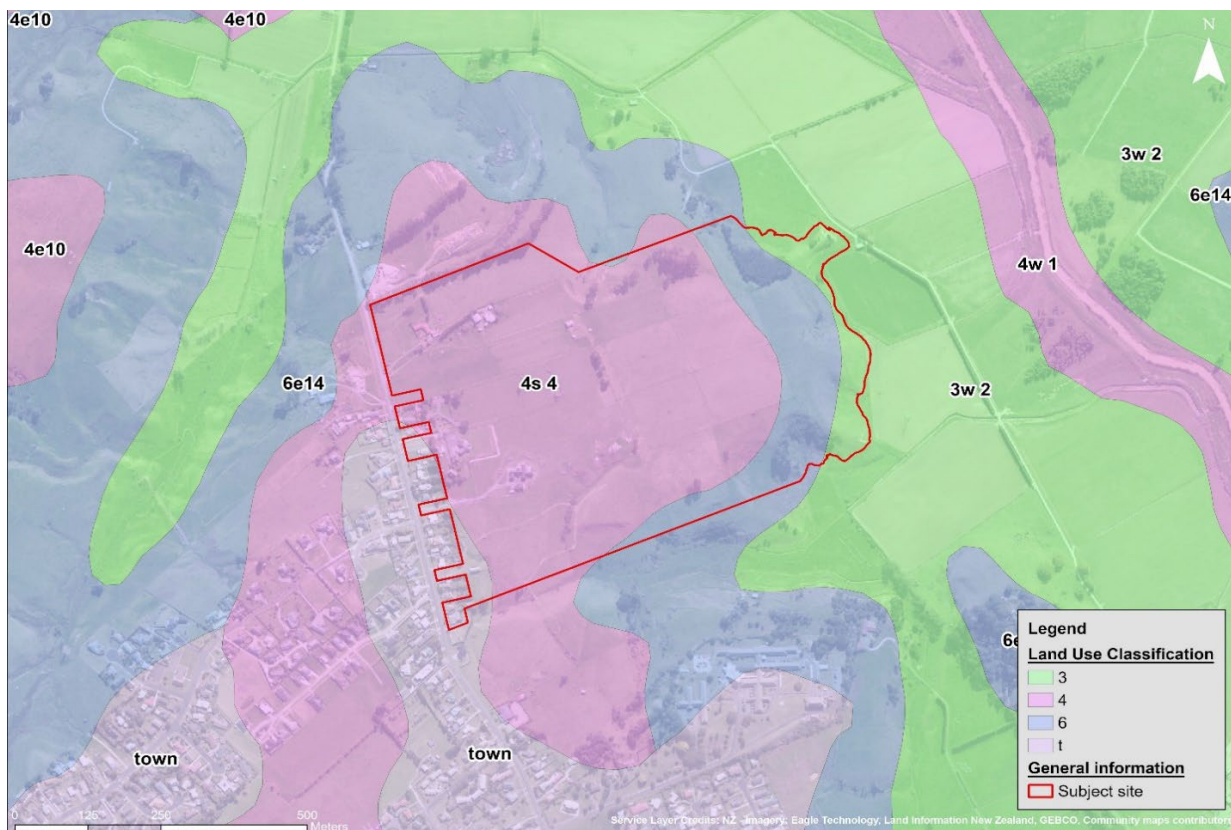 4e10
4e10
N
3w 2
6e14
4e10
4w 1
6e14
4s 4
3w 2
Legend
Land Use Classification
3
4
6
t
General information
Subject site
town
town
0 125 250 500
Meters
Service Layer Credits: NZ - Imagery: Eagle Technology, Land Information New Zealand, GEBCO, Community maps contributor